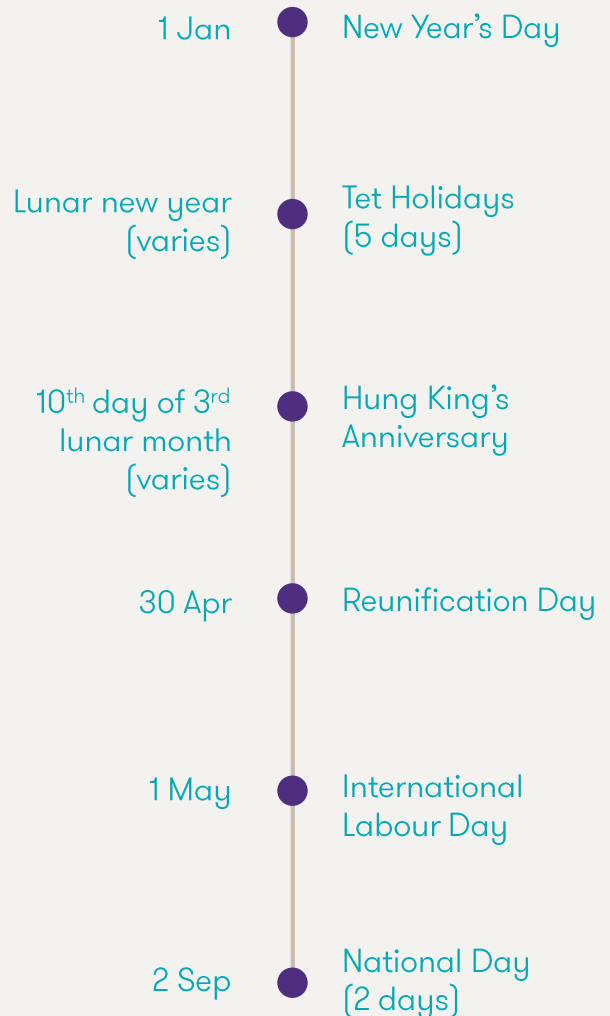 1 Jan
New Year’s Day
Lunar new year
(varies)
Tet Holidays
(5 days)
10th day of 3rd
lunar month
(varies)
Hung King’s
Anniversary
30 Apr
Reunification Day
1 May
International
Labour Day
2 Sep
National Day
(2 days)